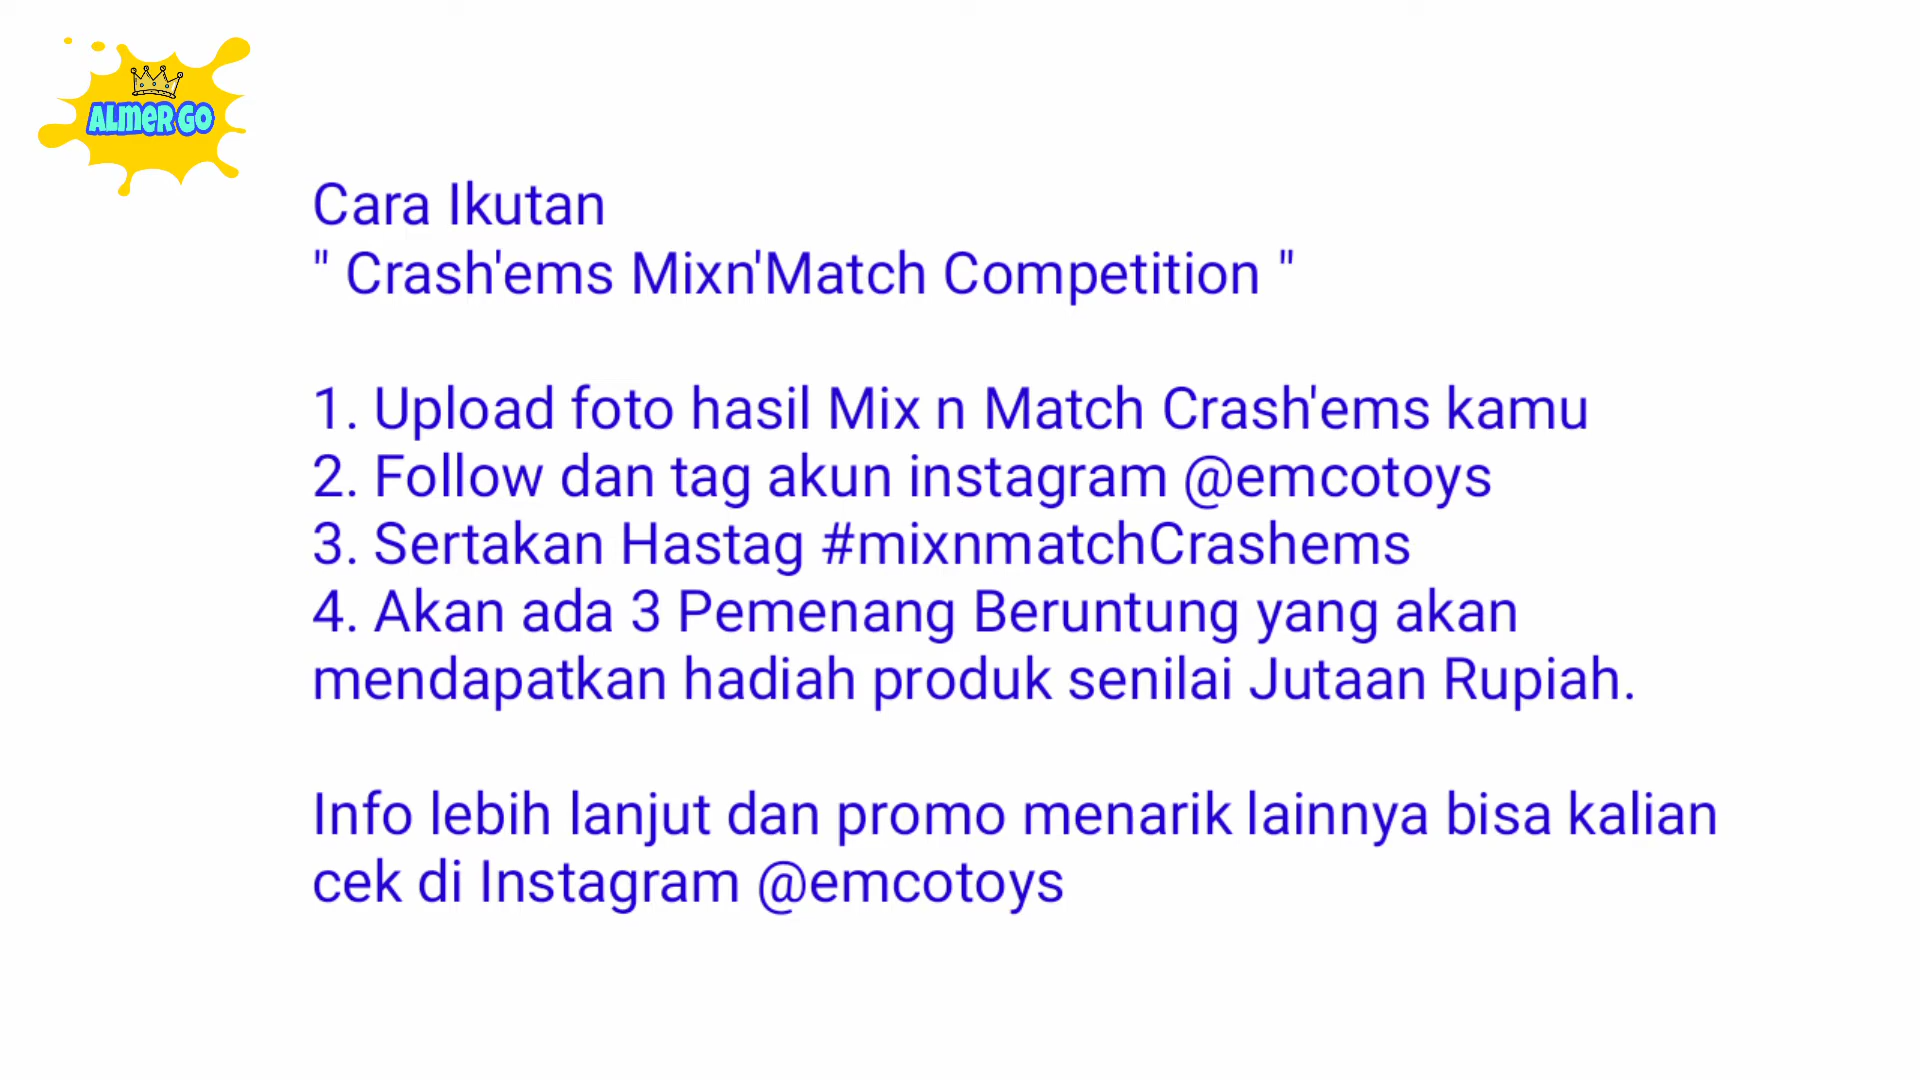 ALMER GO
Cara Ikutan
" Crash'ems Mixn'Match Competition "
1. Upload foto hasil Mix n Match Crash'ems kamu
2. Follow dan tag akun instagram @emcotoys
3. Sertakan Hastag #mixnmatchCrashems
4. Akan ada 3 Pemenang Beruntung yang akan
mendapatkan hadiah produk senilai Jutaan Rupiah.
Info lebih lanjut dan promo menarik lainnya bisa kalian
cek di Instagram @emcotoys